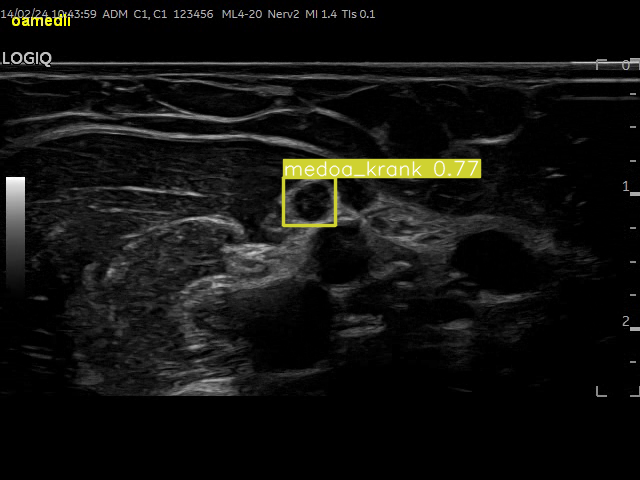 14/02/24 10:43:59 ADM C1, C1 123456 ML4-20 Nerv2 MI 1.4 TIs 0.1
oamedli
LOGIQ
0
medoa_krank 0.77
1
2